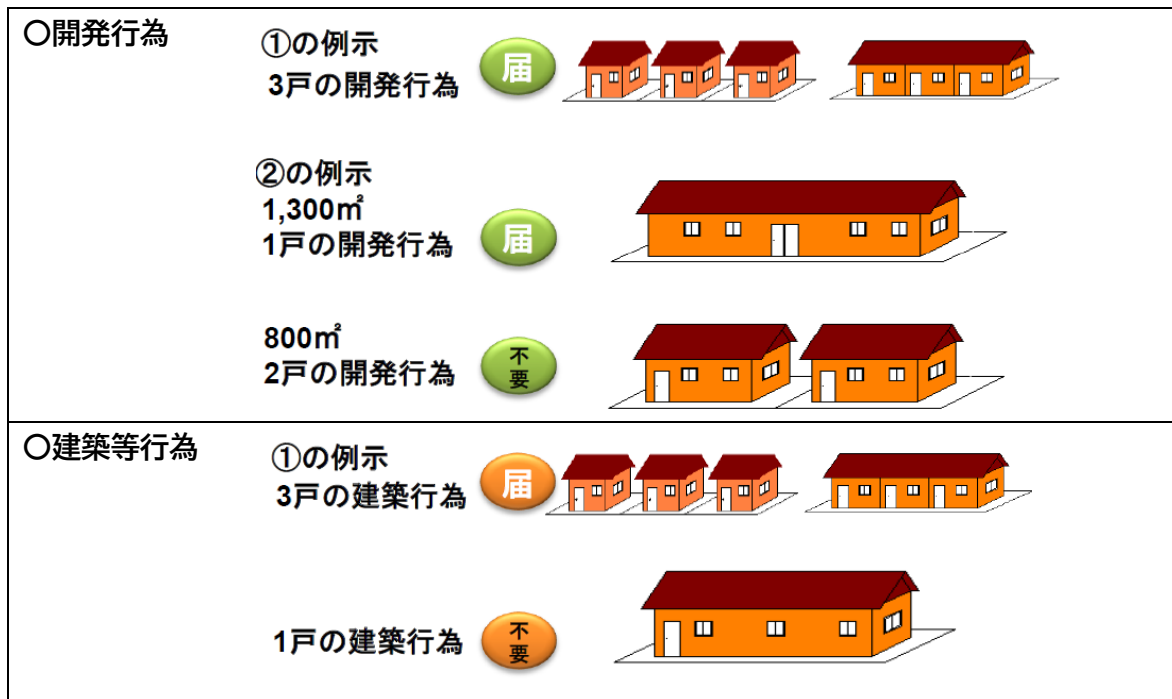 〇開発行為
①の例示
3戸の開発行為
届
②の例示
1,300㎡
1戸の開発行為
届
800㎡
2戸の開発行為
不要
〇建築等行為
①の例示
3戸の建築行為
届
1戸の建築行為
不要